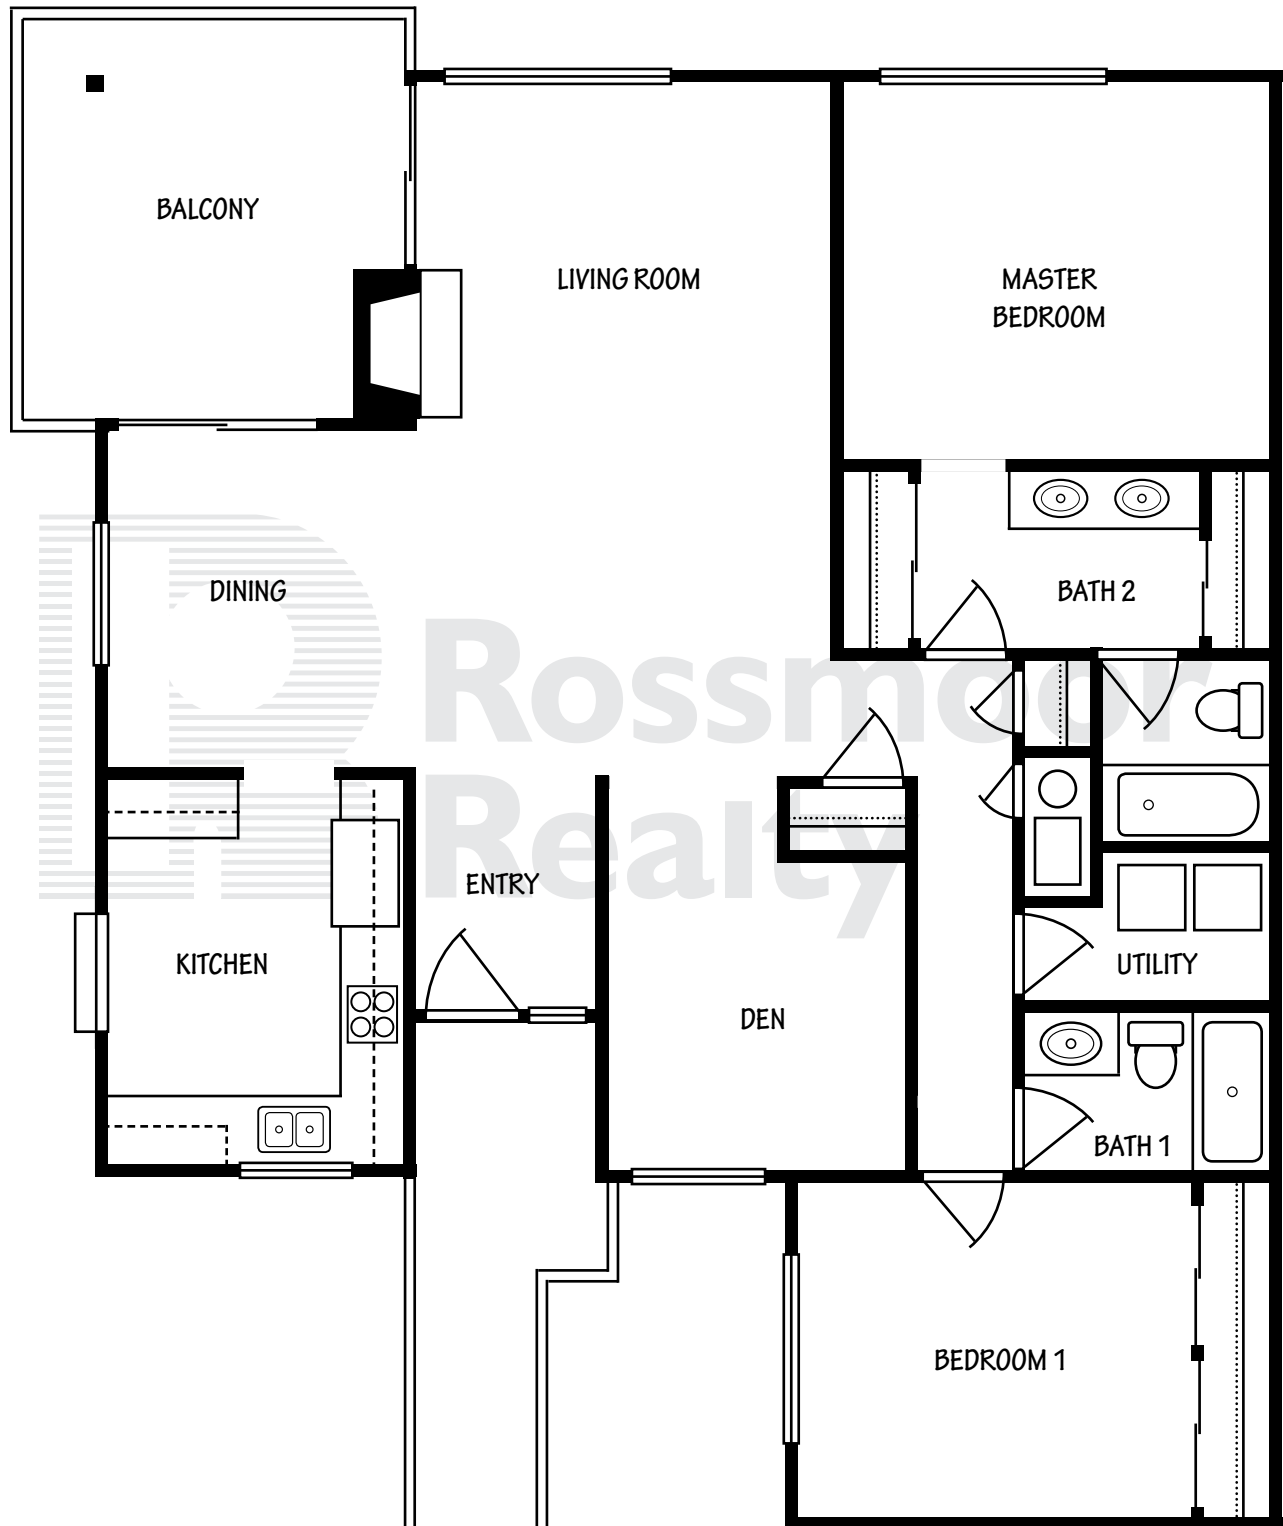 BALCONY
LIVING ROOM
MASTER
BEDROOM
DINING
BATH 2
Rossmoor
Realty
ENTRY
KITCHEN
UTILITY
DEN
BATH 1
BEDROOM 1